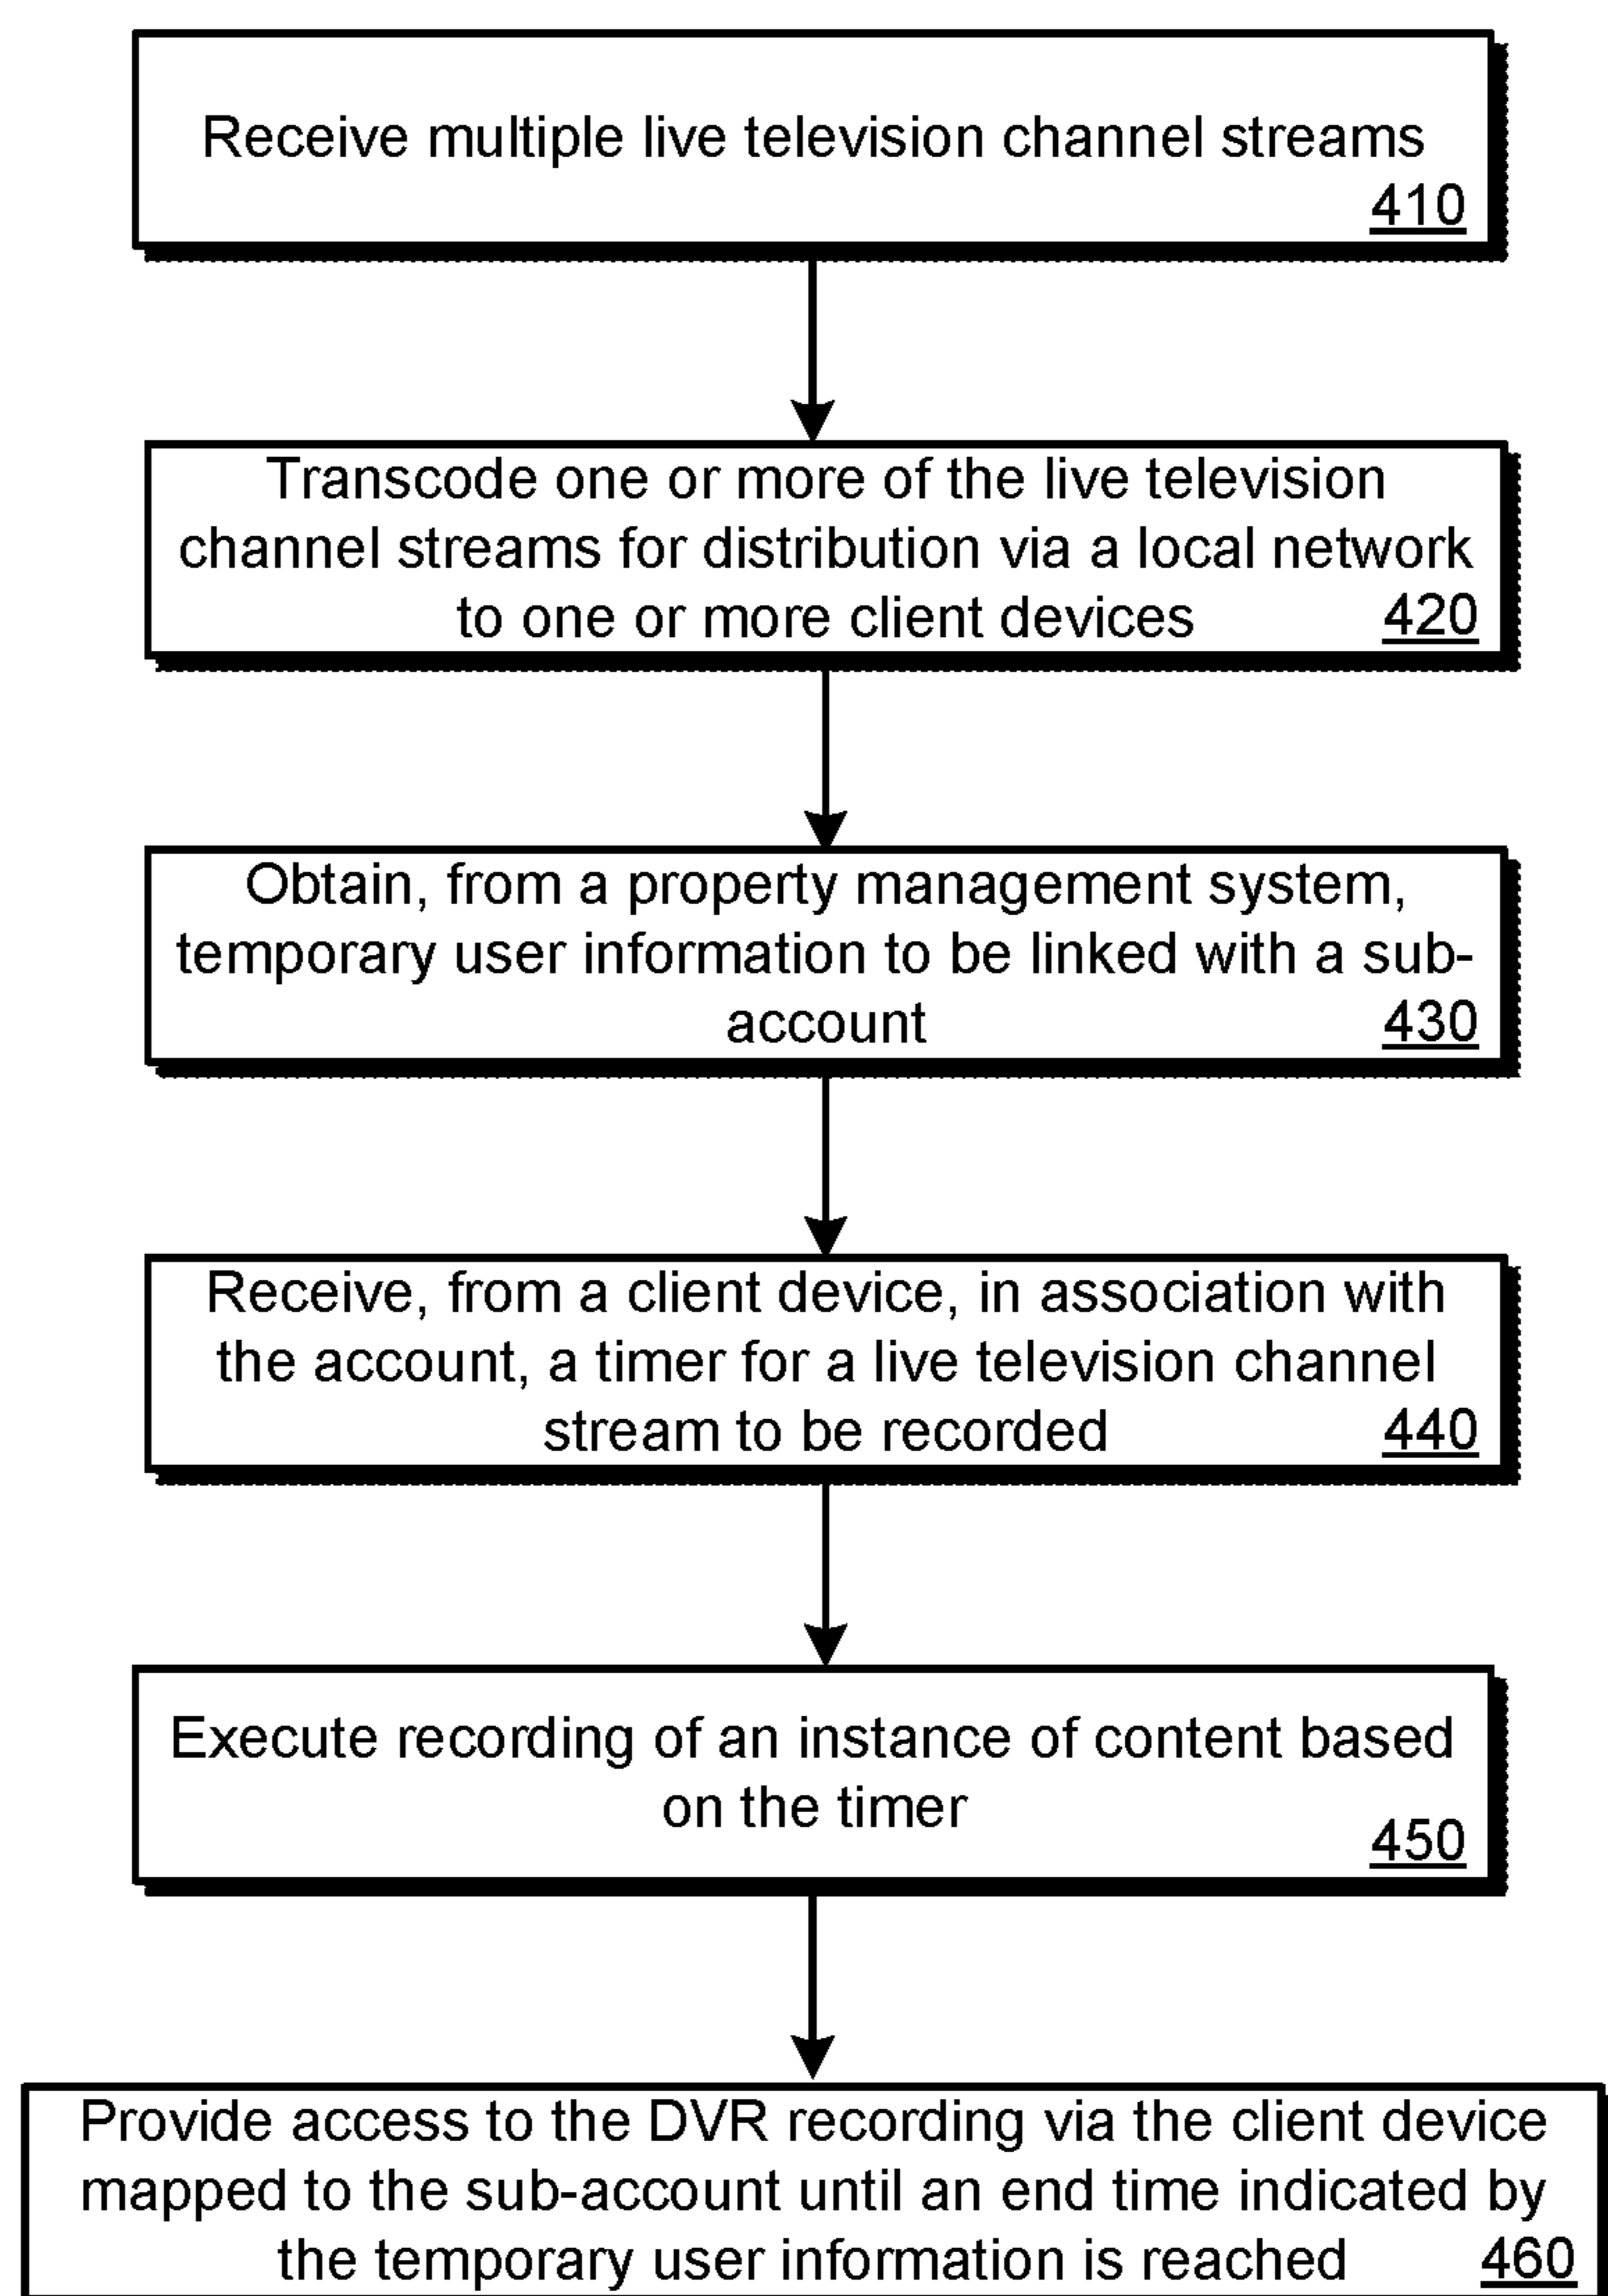 Receive multiple live television channel streams
410
Transcode one or more of the live television
channel streams for distribution via a local network
to one or more client devices 420
Obtain, from a property management system,
temporary user information to be linked with a sub-
account 430
Receive, from a client device, in association with
the account, a timer for a live television channel
stream to be recorded 440
Execute recording of an instance of content based
on the timer
450
Provide access to the DVR recording via the client device
mapped to the sub-account until an end time indicated by
the temporary user information is reached 460